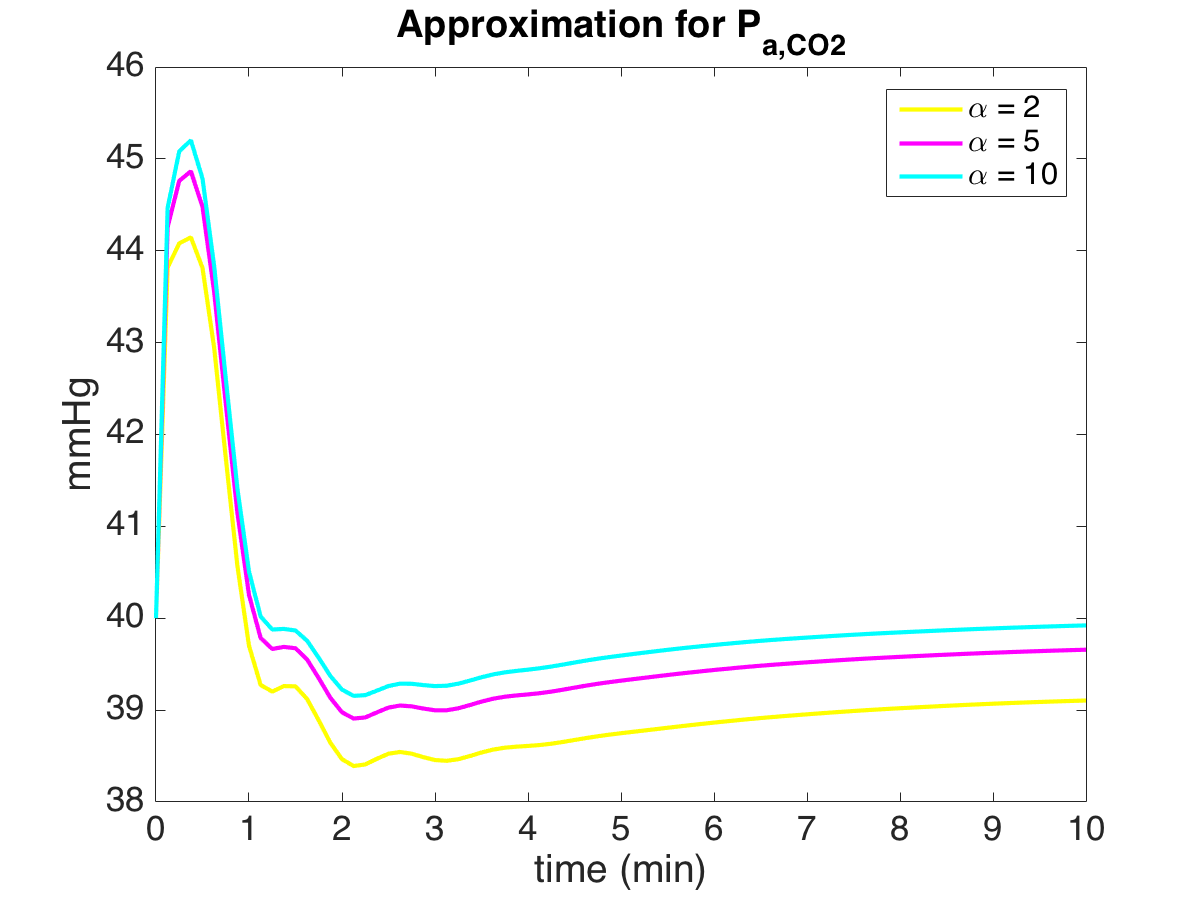 Approximation for P_a,CO2
46
45
44
43
42
41
40
39
38
mmHg
α = 2
α = 5
α = 10
0 1 2 3 4 5 6 7 8 9 10
time (min)